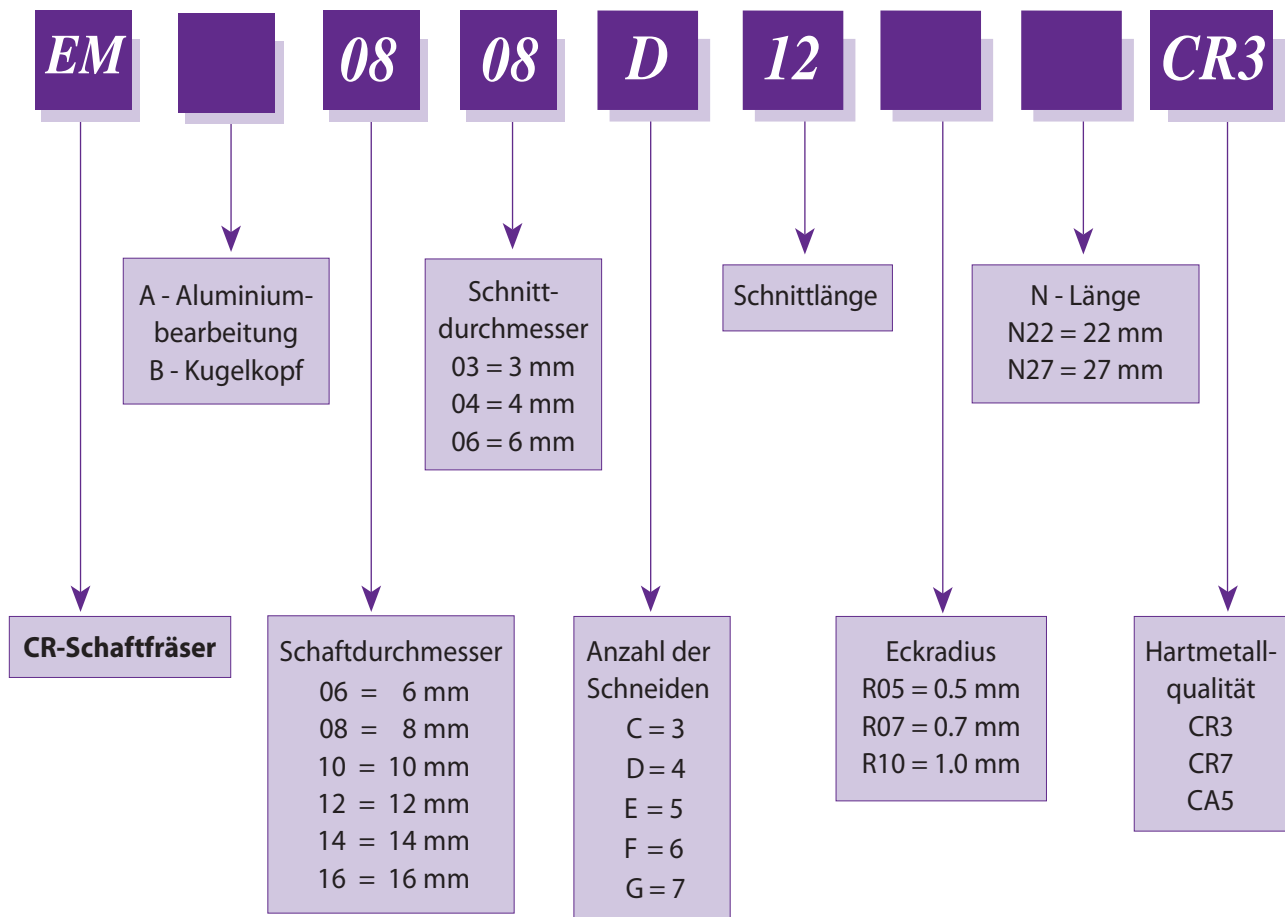 EM 08 08 D 12 CR3
A - Aluminium-
bearbeitung
B - Kugelkopf
Schnitt-
durchmesser
03 = 3 mm
04 = 4 mm
06 = 6 mm
Schnittlänge
N - Länge
N22 = 22 mm
N27 = 27 mm
CR-Schaftfräser
Schaftdurchmesser
06 = 6 mm
08 = 8 mm
10 = 10 mm
12 = 12 mm
14 = 14 mm
16 = 16 mm
Anzahl der
Schneiden
C = 3
D = 4
E = 5
F = 6
G = 7
Eckradius
R05 = 0.5 mm
R07 = 0.7 mm
R10 = 1.0 mm
Hartmetall-
qualität
CR3
CR7
CA5